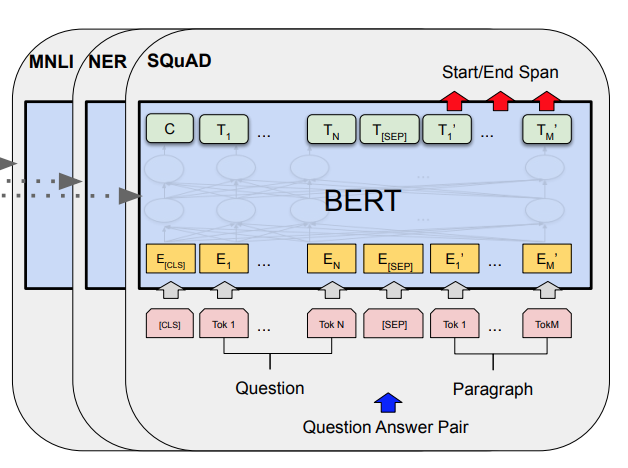 MNLI NER SQuAD
Start/End Span
C T1 ... TN T[SEP] T1' ... TM'
... 
BERT
...
E[CLS] E1 ... EN E[SEP] E1' ... EM'
[CLS] Tok 1 ... Tok N [SEP] Tok 1 ... TokM
Question Paragraph
Question Answer Pair